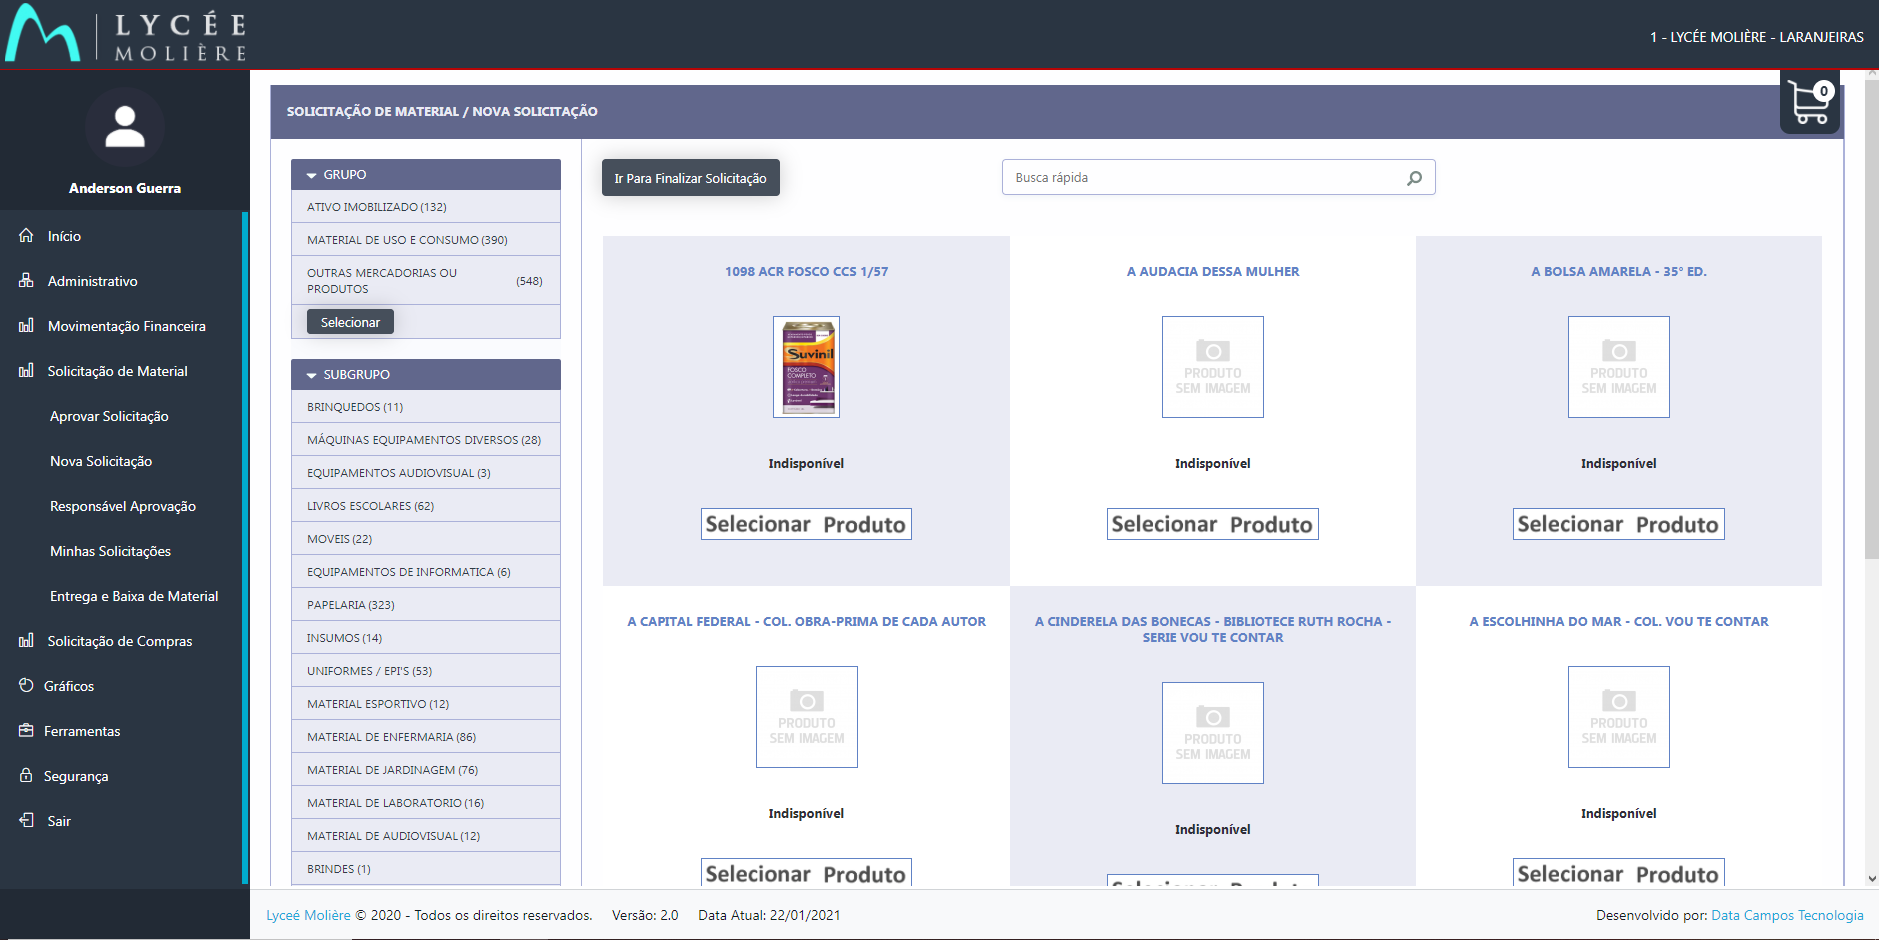 LYCÉE
MOLIÈRE
1 - LYCÉE MOLIÈRE - LARANJEIRAS
Anderson Guerra
Início
Administrativo
Movimentação Financeira
Solicitação de Material
Aprovar Solicitação
Nova Solicitação
Responsável Aprovação
Minhas Solicitações
Entrega e Baixa de Material
Solicitação de Compras
Gráficos
Ferramentas
Segurança
Sair
SOLICITAÇÃO DE MATERIAL / NOVA SOLICITAÇÃO
0
GRUPO
ATIVO IMOBILIZADO (132)
MATERIAL DE USO E CONSUMO (390)
OUTRAS MERCADORIAS OU
PRODUTOS
(548)
Selecionar
SUBGRUPO
BRINQUEDOS (11)
MÁQUINAS EQUIPAMENTOS DIVERSOS (28)
EQUIPAMENTOS AUDIOVISUAL (3)
LIVROS ESCOLARES (62)
MOVEIS (22)
EQUIPAMENTOS DE INFORMATICA (6)
PAPELARIA (323)
INSUMOS (14)
UNIFORMES / EPI'S (53)
MATERIAL ESPORTIVO (12)
MATERIAL DE ENFERMARIA (86)
MATERIAL DE JARDINAGEM (76)
MATERIAL DE LABORATORIO (16)
MATERIAL DE AUDIOVISUAL (12)
BRINDES (1)
Ir Para Finalizar Solicitação
Busca rápida
1098 ACR FOSCO CCS 1/57
Suvinil
FOSCO
COMPLETO
Indisponível
Selecionar Produto
A AUDACIA DESSA MULHER
PRODUTO
SEM IMAGEM
Indisponível
Selecionar Produto
A BOLSA AMARELA - 35° ED.
PRODUTO
SEM IMAGEM
Indisponível
Selecionar Produto
A CAPITAL FEDERAL - COL. OBRA-PRIMA DE CADA AUTOR
PRODUTO
SEM IMAGEM
Indisponível
Selecionar Produto
A CINDERELA DAS BONECAS - BIBLIOTECE RUTH ROCHA -
SERIE VOU TE CONTAR
PRODUTO
SEM IMAGEM
Indisponível
Selecionar Produto
A ESCOLHINHA DO MAR - COL. VOU TE CONTAR
PRODUTO
SEM IMAGEM
Indisponível
Selecionar Produto
Lyceé Molière © 2020 - Todos os direitos reservados. Versão: 2.0 Data Atual: 22/01/2021
Desenvolvido por: Data Campos Tecnologia